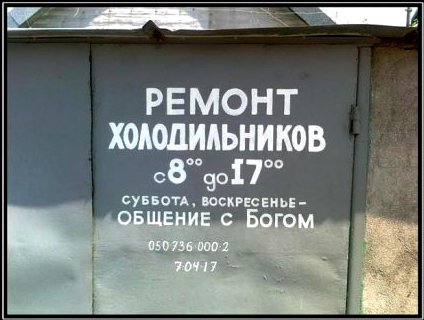 РЕМОНТ
ХОЛОДИЛЬНИКОВ
с 8⁰⁰ до 17⁰⁰
СУББОТА, ВОСКРЕСЕНЬЕ –
ОБЩЕНИЕ С БОГОМ
050 736-000-2
7-04-17